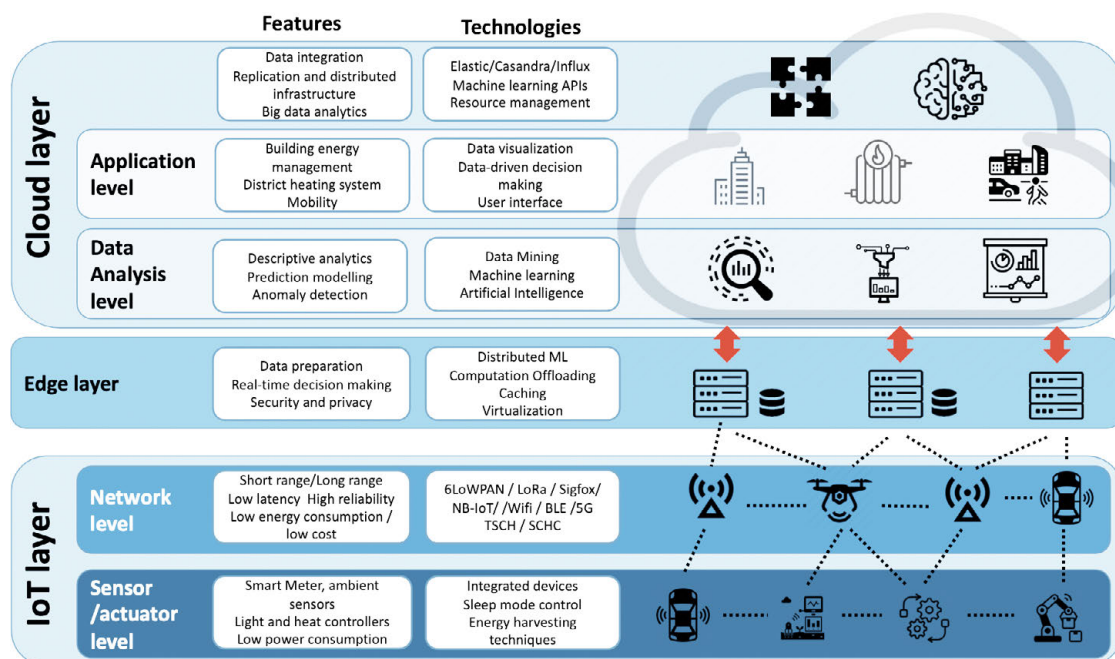 Features
Technologies
Cloud layer
Data integration
Replication and distributed
infrastructure
Big data analytics
Elastic/Casandra/Influx
Machine learning APIs
Resource management
Application
level
Building energy
management
District heating system
Mobility
Data visualization
Data-driven decision
making
User interface
Data
Analysis
level
Descriptive analytics
Prediction modelling
Anomaly detection
Data Mining
Machine learning
Artificial Intelligence
Edge layer
Data preparation
Real-time decision making
Security and privacy
Distributed ML
Computation Offloading
Caching
Virtualization
IoT layer
Network
level
Short range/Long range
Low latency High reliability
Low energy consumption /
low cost
6LoWPAN / LoRa / Sigfox/
NB-IoT/ /Wifi / BLE /5G
TSCH / SCHC
Sensor
/actuator
level
Smart Meter, ambient
sensors
Light and heat controllers
Low power consumption
Integrated devices
Sleep mode control
Energy harvesting
techniques